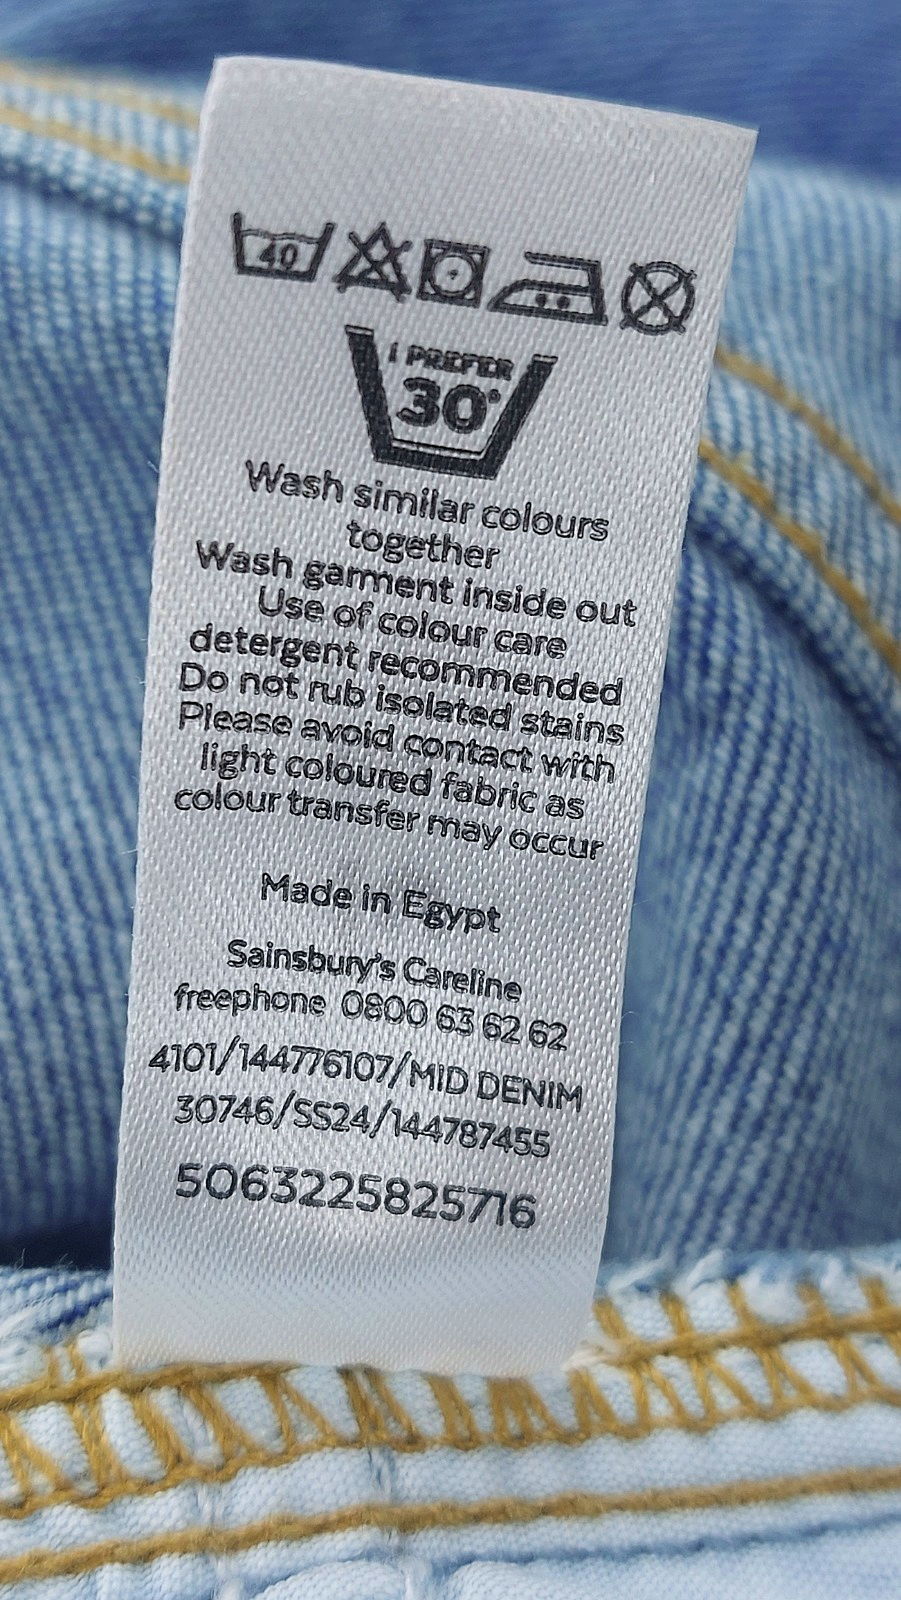 40
I PREFER
30°
Wash similar colours
together
Wash garment inside out
Use of colour care
detergent recommended
Do not rub isolated stains
Please avoid contact with
light coloured fabric as
colour transfer may occur
Made in Egypt
Sainsbury's Careline
freephone 0800 63 62 62
4101/144776107/MID DENIM
30746/SS24/144787455
5063225825716